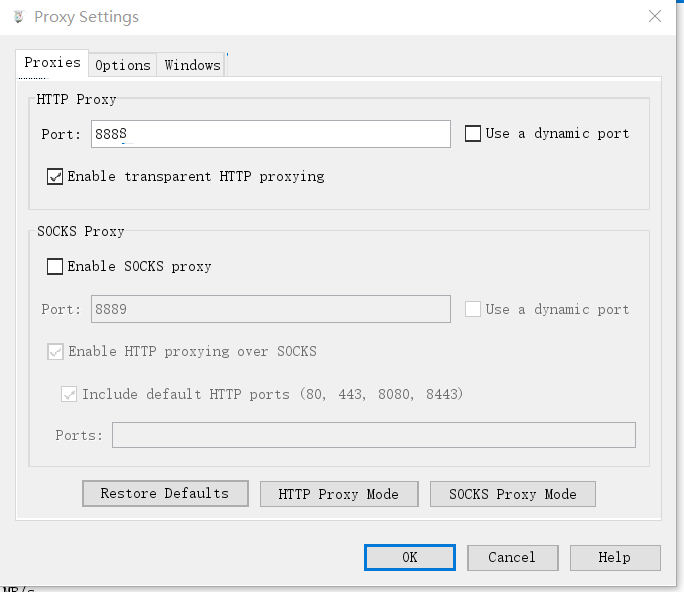 Proxy Settings
Proxies Options Windows
HTTP Proxy
Port: 8888 Use a dynamic port
Enable transparent HTTP proxying
SOCKS Proxy
Enable SOCKS proxy
Port: 8889 Use a dynamic port
Enable HTTP proxying over SOCKS
Include default HTTP ports (80, 443, 8080, 8443)
Ports:
Restore Defaults HTTP Proxy Mode SOCKS Proxy Mode
OK Cancel Help